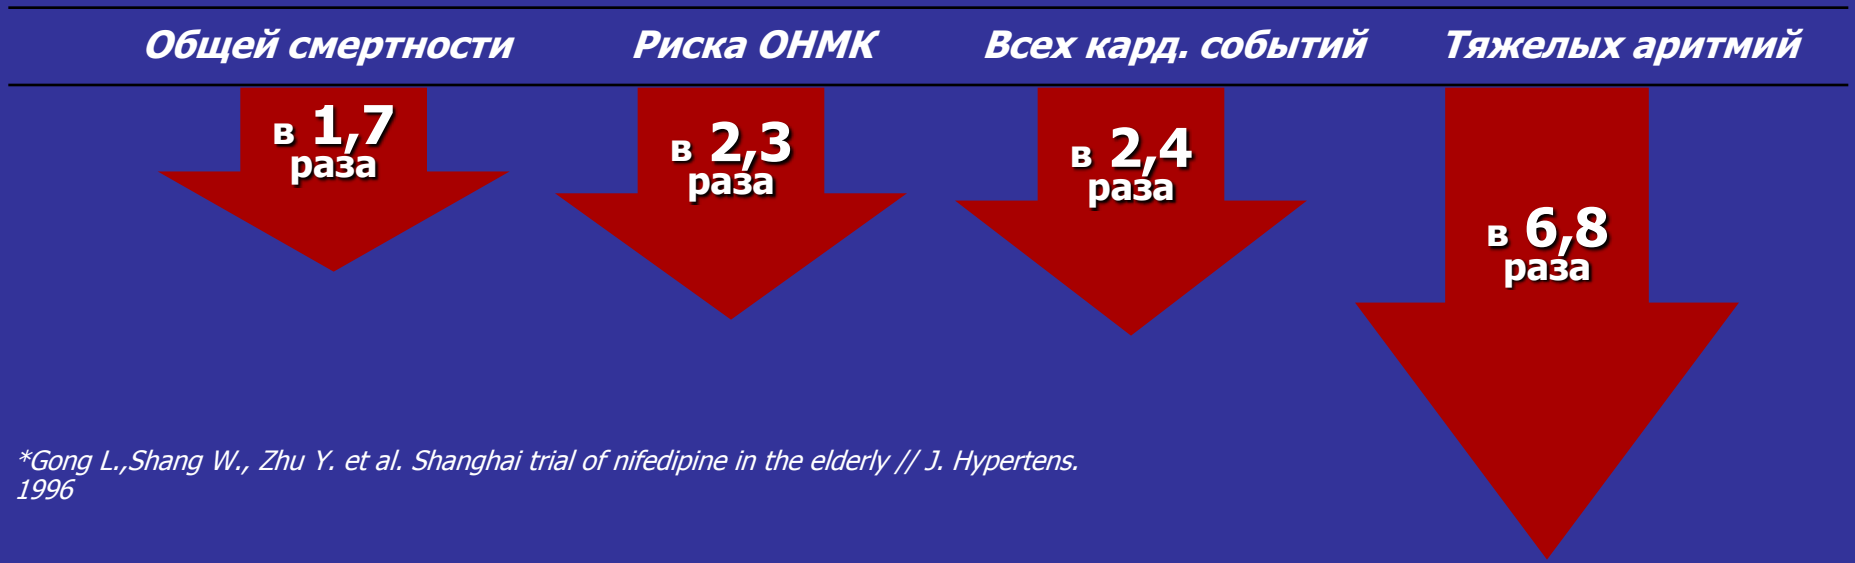 Общей смертности
Риска ОНМК
Всех кард. событий
Тяжелых аритмий
в 1,7
раза
в 2,3
раза
в 2,4
раза
в 6,8
раза
*Gong L.,Shang W., Zhu Y. et al. Shanghai trial of nifedipine in the elderly // J. Hypertens.
1996